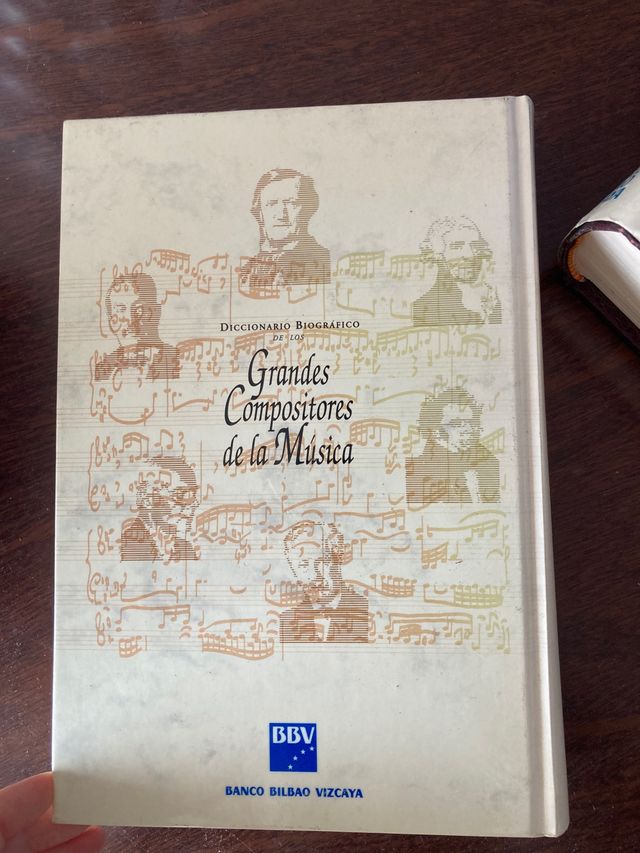 Diccionario Biográfico
DE LOS
Grandes
Compositores
de la Música
BBV
BANCO BILBAO VIZCAYA